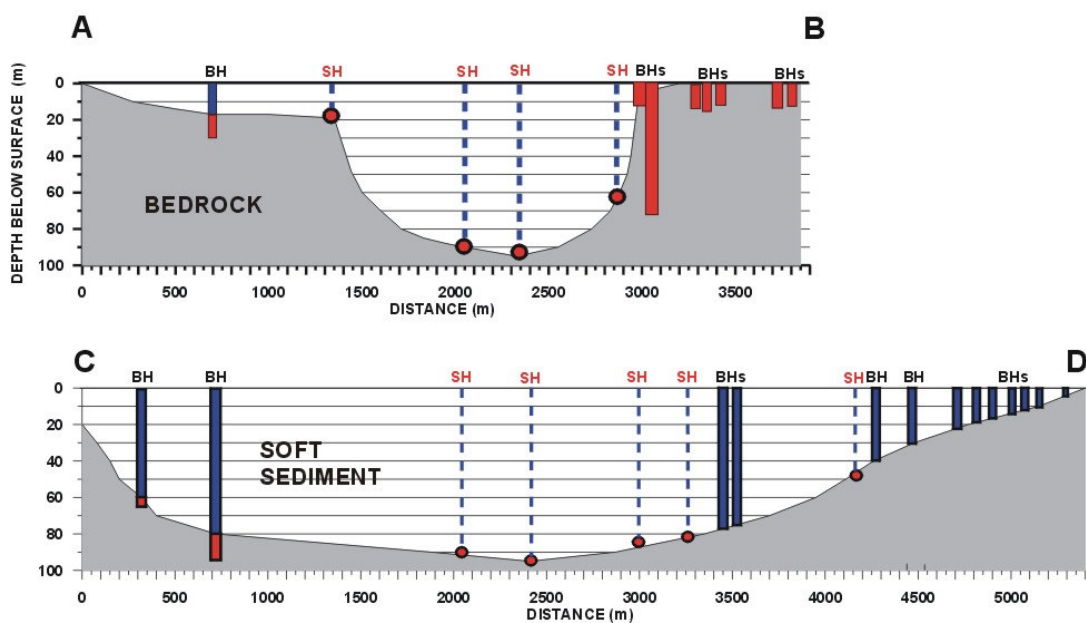 A B
BH SH SH SH SH BHs BHs BHs
DEPTH BELOW SURFACE (m)
0
20
40
60
80
100
BEDROCK
0 500 1000 1500 2000 2500 3000 3500
DISTANCE (m)
C D
BH BH SH SH SH SH BHs SH BH BH BHs
0
20
40
60
80
100
SOFT
SEDIMENT
0 500 1000 1500 2000 2500 3000 3500 4000 4500 5000
DISTANCE (m)